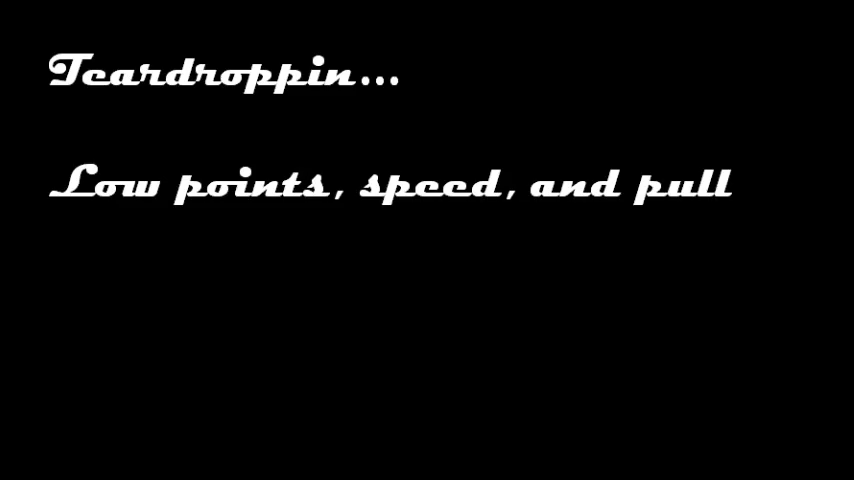 Teardroppin...
Low points, speed, and pull